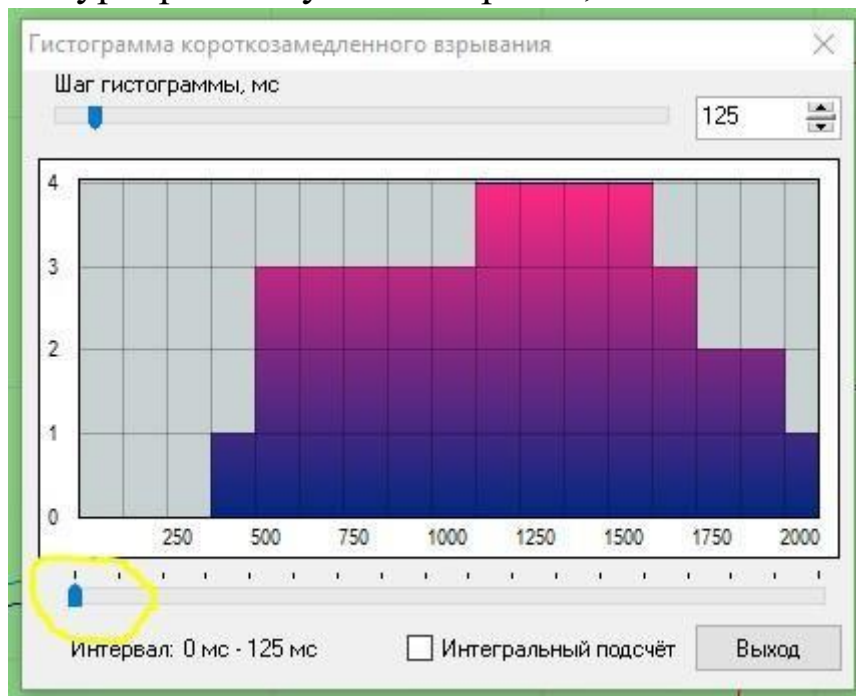 Гистограмма короткозамедленного взрывания
Шаг гистограммы, мс
125
4
3
2
1
0
250 500 750 1000 1250 1500 1750 2000
Интервал: 0 мс - 125 мс
Интегральный подсчёт
Выход